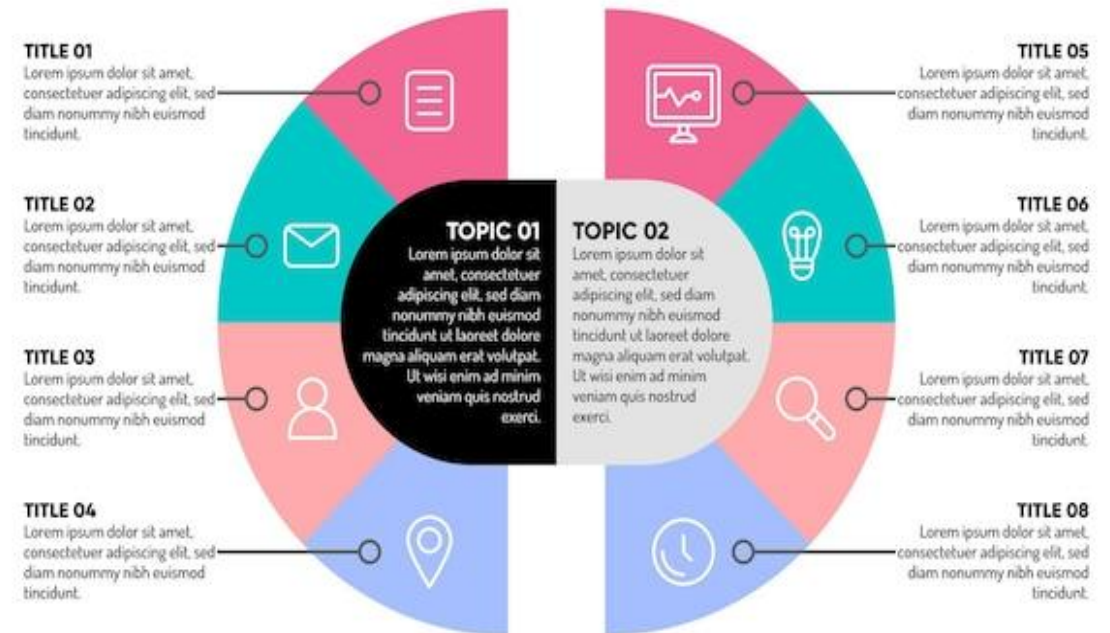 TITLE 01
Lorem ipsum dolor sit amet,
consectetuer adipiscing elit, sed
diam nonummy nibh euismod
tincidunt.
TITLE 02
Lorem ipsum dolor sit amet,
consectetuer adipiscing elit, sed
diam nonummy nibh euismod
tincidunt.
TITLE 03
Lorem ipsum dolor sit amet,
consectetuer adipiscing elit, sed
diam nonummy nibh euismod
tincidunt.
TITLE 04
Lorem ipsum dolor sit amet,
consectetuer adipiscing elit, sed
diam nonummy nibh euismod
tincidunt.
TOPIC 01
Lorem ipsum dolor sit
amet, consectetuer
adipiscing elit, sed diam
nonummy nibh euismod
tincidunt ut laoreet dolore
magna aliquam erat volutpat.
Ut wisi enim ad minim
veniam quis nostrud
exerci.
TOPIC 02
Lorem ipsum dolor sit
amet, consectetuer
adipiscing elit, sed diam
nonummy nibh euismod
tincidunt ut laoreet dolore
magna aliquam erat volutpat.
Ut wisi enim ad minim
veniam quis nostrud
exerci.
TITLE 05
Lorem ipsum dolor sit amet,
consectetuer adipiscing elit, sed
diam nonummy nibh euismod
tincidunt.
TITLE 06
Lorem ipsum dolor sit amet,
consectetuer adipiscing elit, sed
diam nonummy nibh euismod
tincidunt.
TITLE 07
Lorem ipsum dolor sit amet,
consectetuer adipiscing elit, sed
diam nonummy nibh euismod
tincidunt.
TITLE 08
Lorem ipsum dolor sit amet,
consectetuer adipiscing elit, sed
diam nonummy nibh euismod
tincidunt.